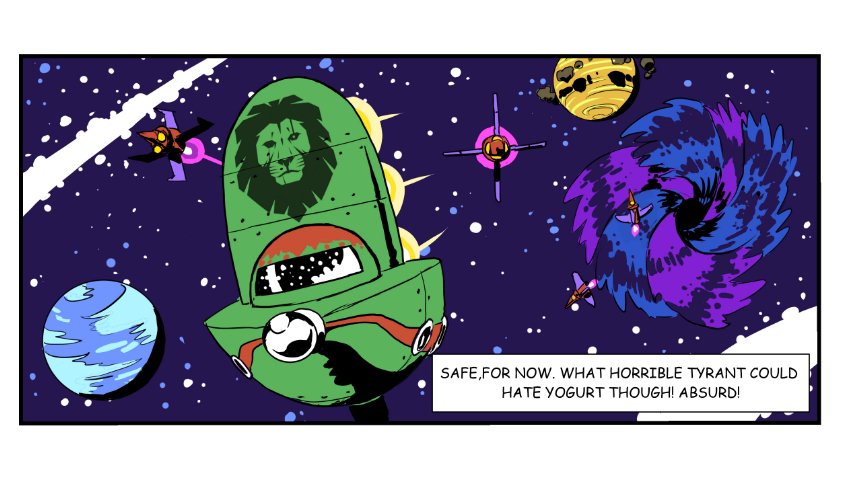 SAFE,FOR NOW. WHAT HORRIBLE TYRANT COULD
HATE YOGURT THOUGH! ABSURD!